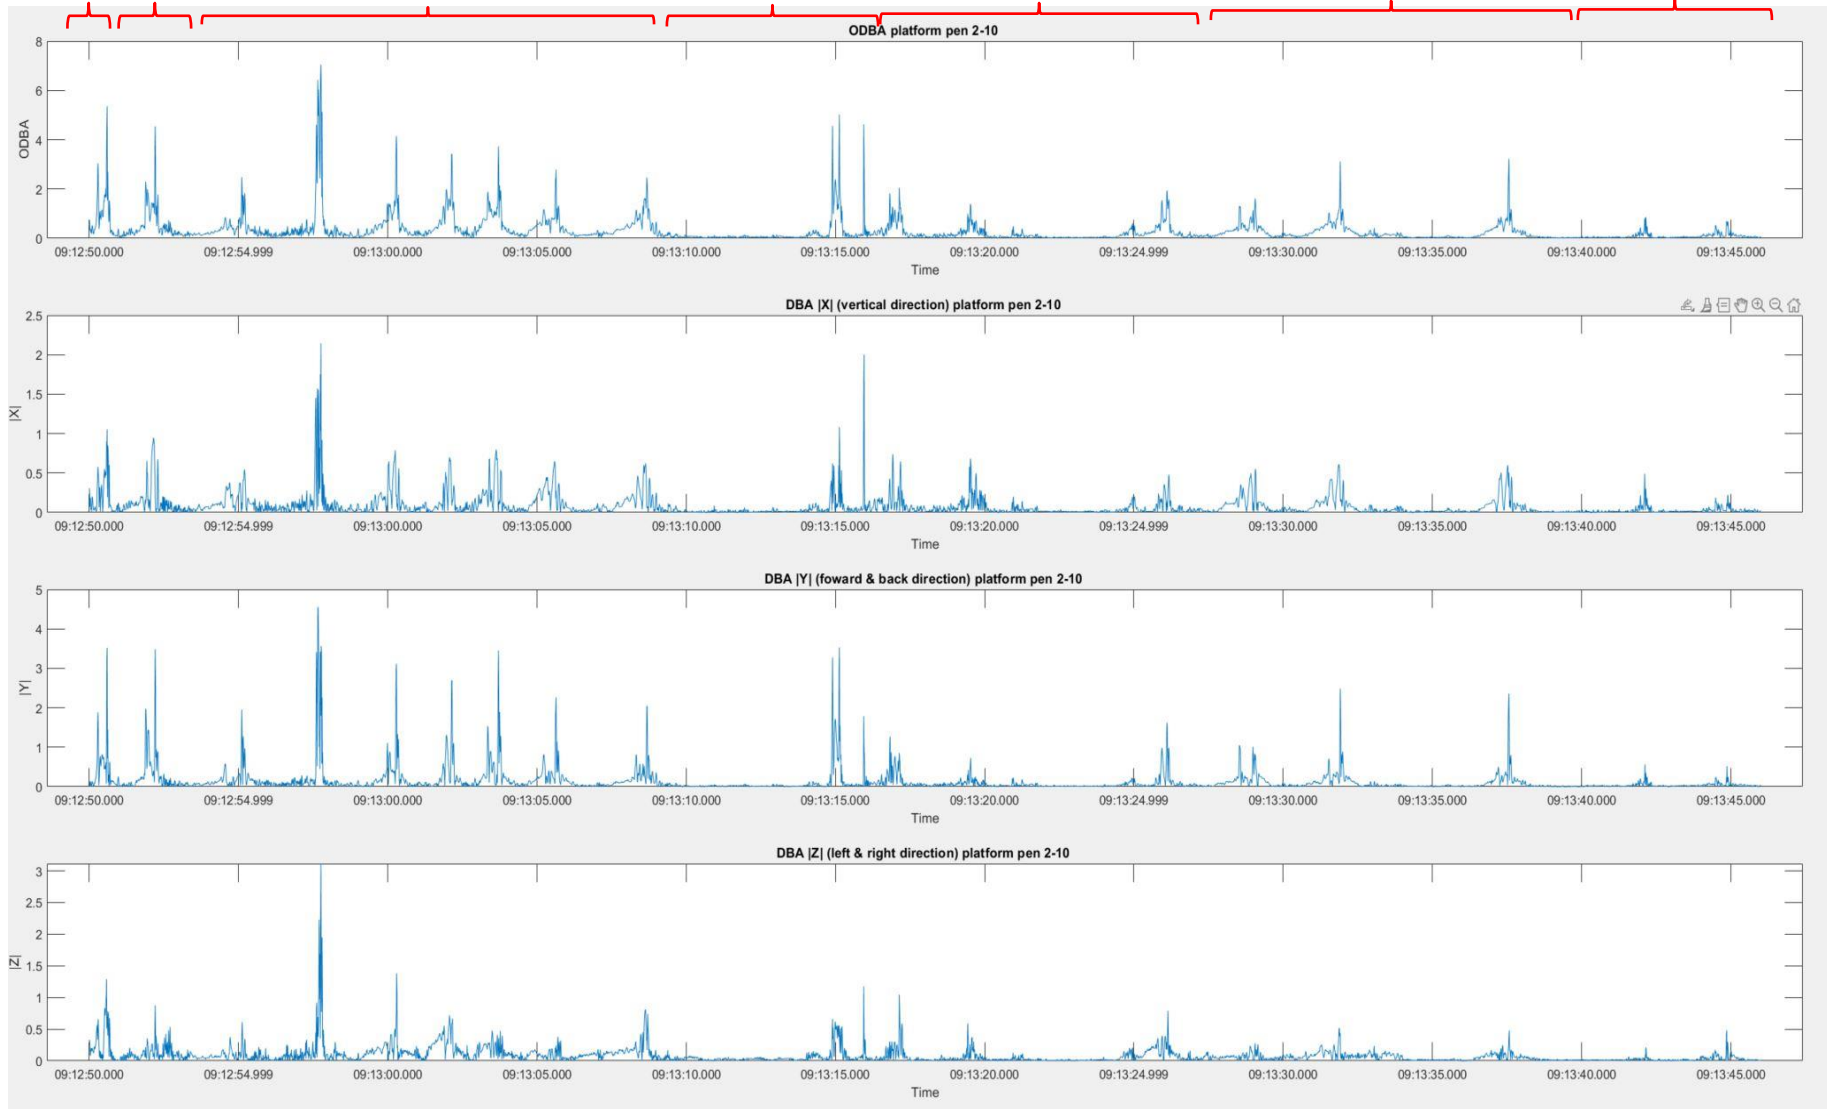 ODBA platform pen 2-10
8
6
4
2
0
ODBA
09:12:50.000 09:12:54.999 09:13:00.000 09:13:05.000 09:13:10.000 09:13:15.000 09:13:20.000 09:13:24.999 09:13:30.000 09:13:35.000 09:13:40.000 09:13:45.000
Time
DBA |X| (vertical direction) platform pen 2-10
2.5
2
1.5
1
0.5
0
|X|
09:12:50.000 09:12:54.999 09:13:00.000 09:13:05.000 09:13:10.000 09:13:15.000 09:13:20.000 09:13:24.999 09:13:30.000 09:13:35.000 09:13:40.000 09:13:45.000
Time
DBA |Y| (foward & back direction) platform pen 2-10
5
4
3
2
1
0
|Y|
09:12:50.000 09:12:54.999 09:13:00.000 09:13:05.000 09:13:10.000 09:13:15.000 09:13:20.000 09:13:24.999 09:13:30.000 09:13:35.000 09:13:40.000 09:13:45.000
Time
DBA |Z| (left & right direction) platform pen 2-10
3
2.5
2
1.5
1
0.5
0
|Z|
09:12:50.000 09:12:54.999 09:13:00.000 09:13:05.000 09:13:10.000 09:13:15.000 09:13:20.000 09:13:24.999 09:13:30.000 09:13:35.000 09:13:40.000 09:13:45.000
Time